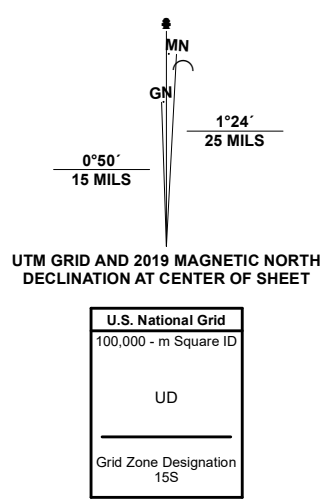 MN
GN
1°24´
25 MILS
0°50´
15 MILS
UTM GRID AND 2019 MAGNETIC NORTH
DECLINATION AT CENTER OF SHEET
U.S. National Grid
100,000 - m Square ID
UD
Grid Zone Designation
15S